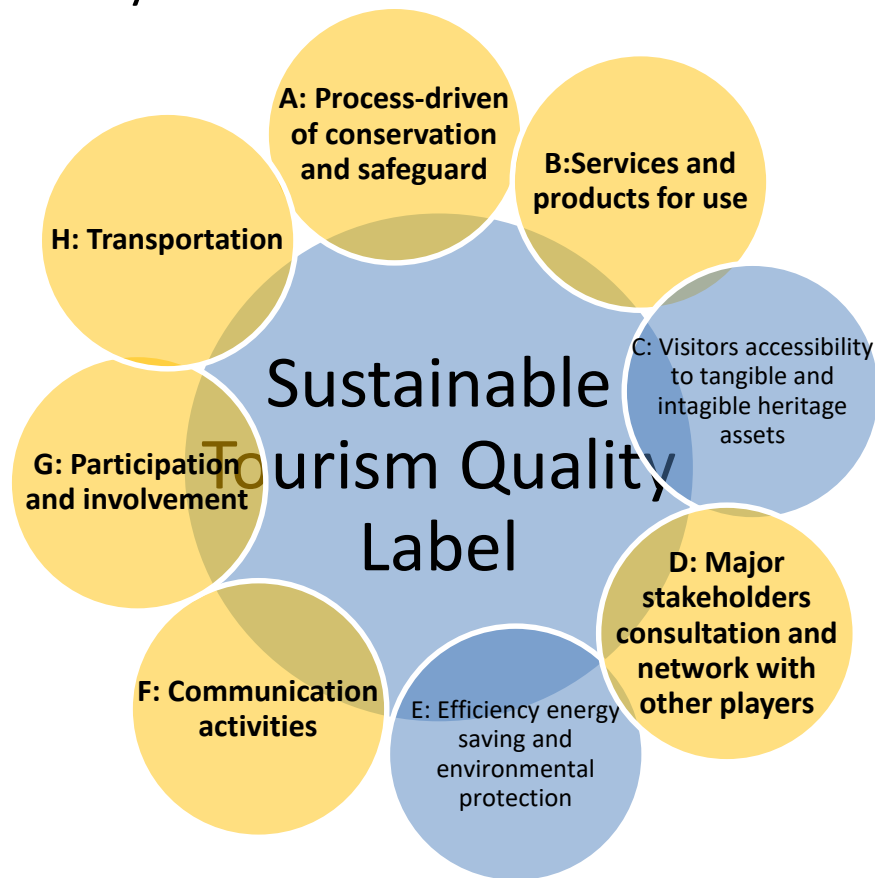 A: Process-driven
of conservation
and safeguard
B:Services and
products for use
C: Visitors accessibility
to tangible and
intagible heritage
assets
D: Major
stakeholders
consultation and
network with
other players
E: Efficiency energy
saving and
environmental
protection
F: Communication
activities
G: Participation
and involvement
H: Transportation
Sustainable
Tourism Quality
Label